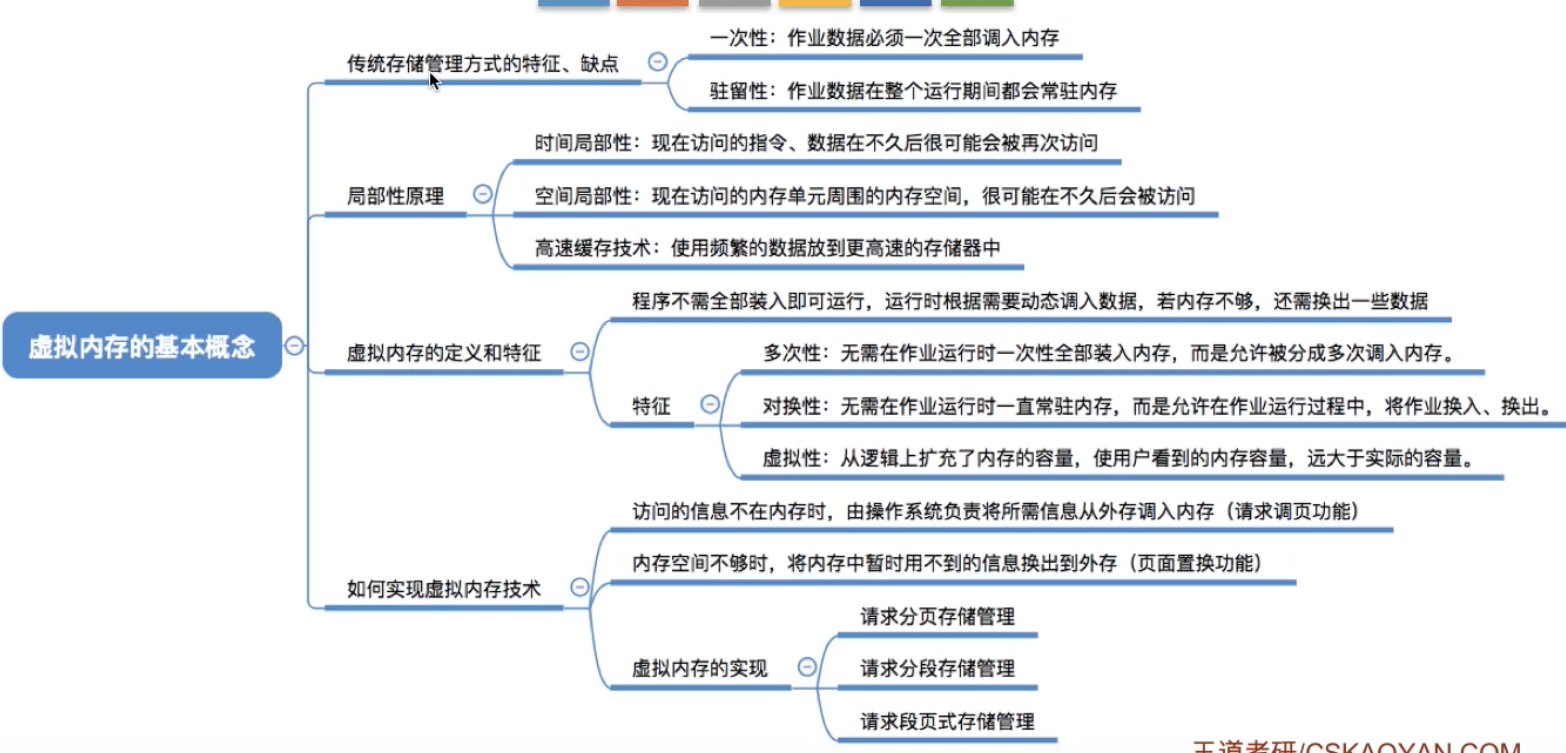 传统存储管理方式的特征、缺点
一次性：作业数据必须一次全部调入内存
驻留性：作业数据在整个运行期间都会常驻内存
局部性原理
时间局部性：现在访问的指令、数据在不久后很可能会被再次访问
空间局部性：现在访问的内存单元周围的内存空间，很可能在不久后会被访问
高速缓存技术：使用频繁的数据放到更高速的存储器中
虚拟内存的基本概念
虚拟内存的定义和特征
程序不需全部装入即可运行，运行时根据需要动态调入数据，若内存不够，还需换出一些数据
特征
多次性：无需在作业运行时一次性全部装入内存，而是允许被分成多次调入内存。
对换性：无需在作业运行时一直常驻内存，而是允许在作业运行过程中，将作业换入、换出。
虚拟性：从逻辑上扩充了内存的容量，使用户看到的内存容量，远大于实际的容量。
如何实现虚拟内存技术
访问的信息不在内存时，由操作系统负责将所需信息从外存调入内存（请求调页功能）
内存空间不够时，将内存中暂时用不到的信息换出到外存（页面置换功能）
虚拟内存的实现
请求分页存储管理
请求分段存储管理
请求段页式存储管理
王道考研/CSKAOYAN.COM